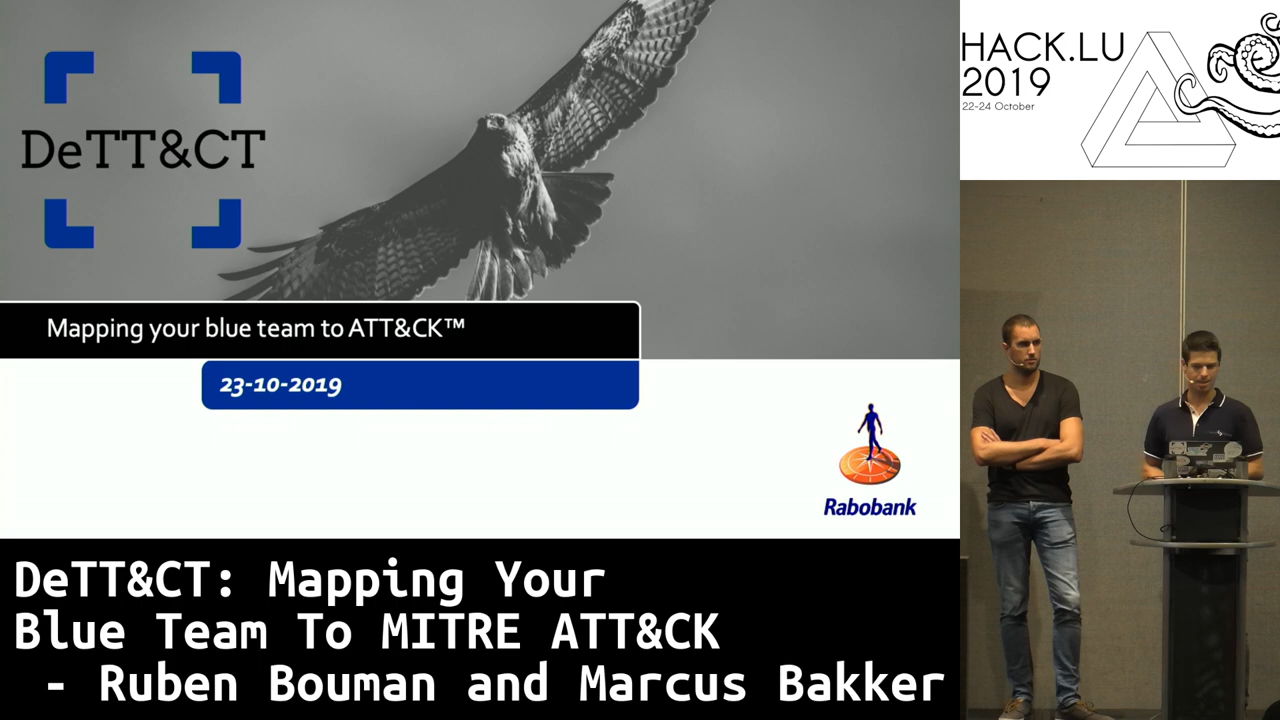 DeTT&CT
Mapping your blue team to ATT&CK™
23-10-2019
Rabobank
HACK.LU
2019
22-24 October
DeTT&CT: Mapping Your
Blue Team To MITRE ATT&CK
- Ruben Bouman and Marcus Bakker